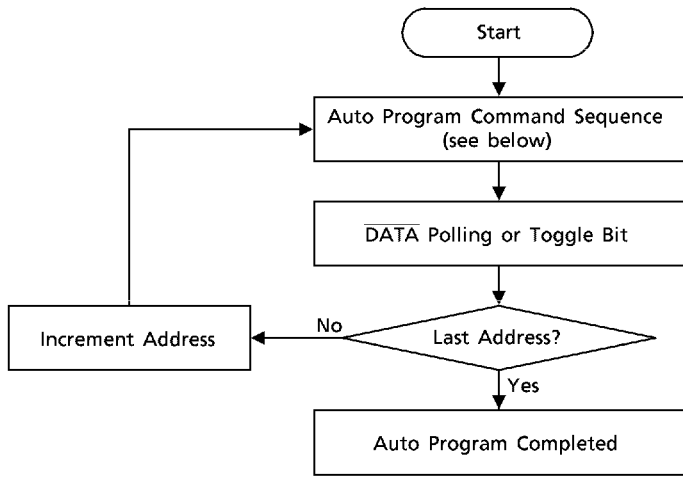 Start
Auto Program Command Sequence
(see below)
D̅A̅T̅A̅ Polling or Toggle Bit
Increment Address
No
Last Address?
Yes
Auto Program Completed